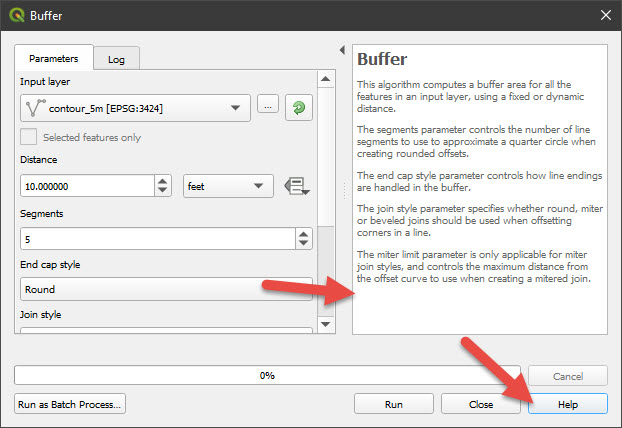 Buffer
Parameters
Log
Input layer
contour_5m [EPSG:3424]
...
Selected features only
Distance
10.000000
feet
Segments
5
End cap style
Round
Join style
Buffer
This algorithm computes a buffer area for all the
features in an input layer, using a fixed or dynamic
distance.
The segments parameter controls the number of line
segments to use to approximate a quarter circle when
creating rounded offsets.
The end cap style parameter controls how line endings
are handled in the buffer.
The join style parameter specifies whether round, miter
or beveled joins should be used when offsetting
corners in a line.
The miter limit parameter is only applicable for miter
join styles, and controls the maximum distance from
the offset curve to use when creating a mitered join.
0%
Cancel
Run as Batch Process...
Run
Close
Help